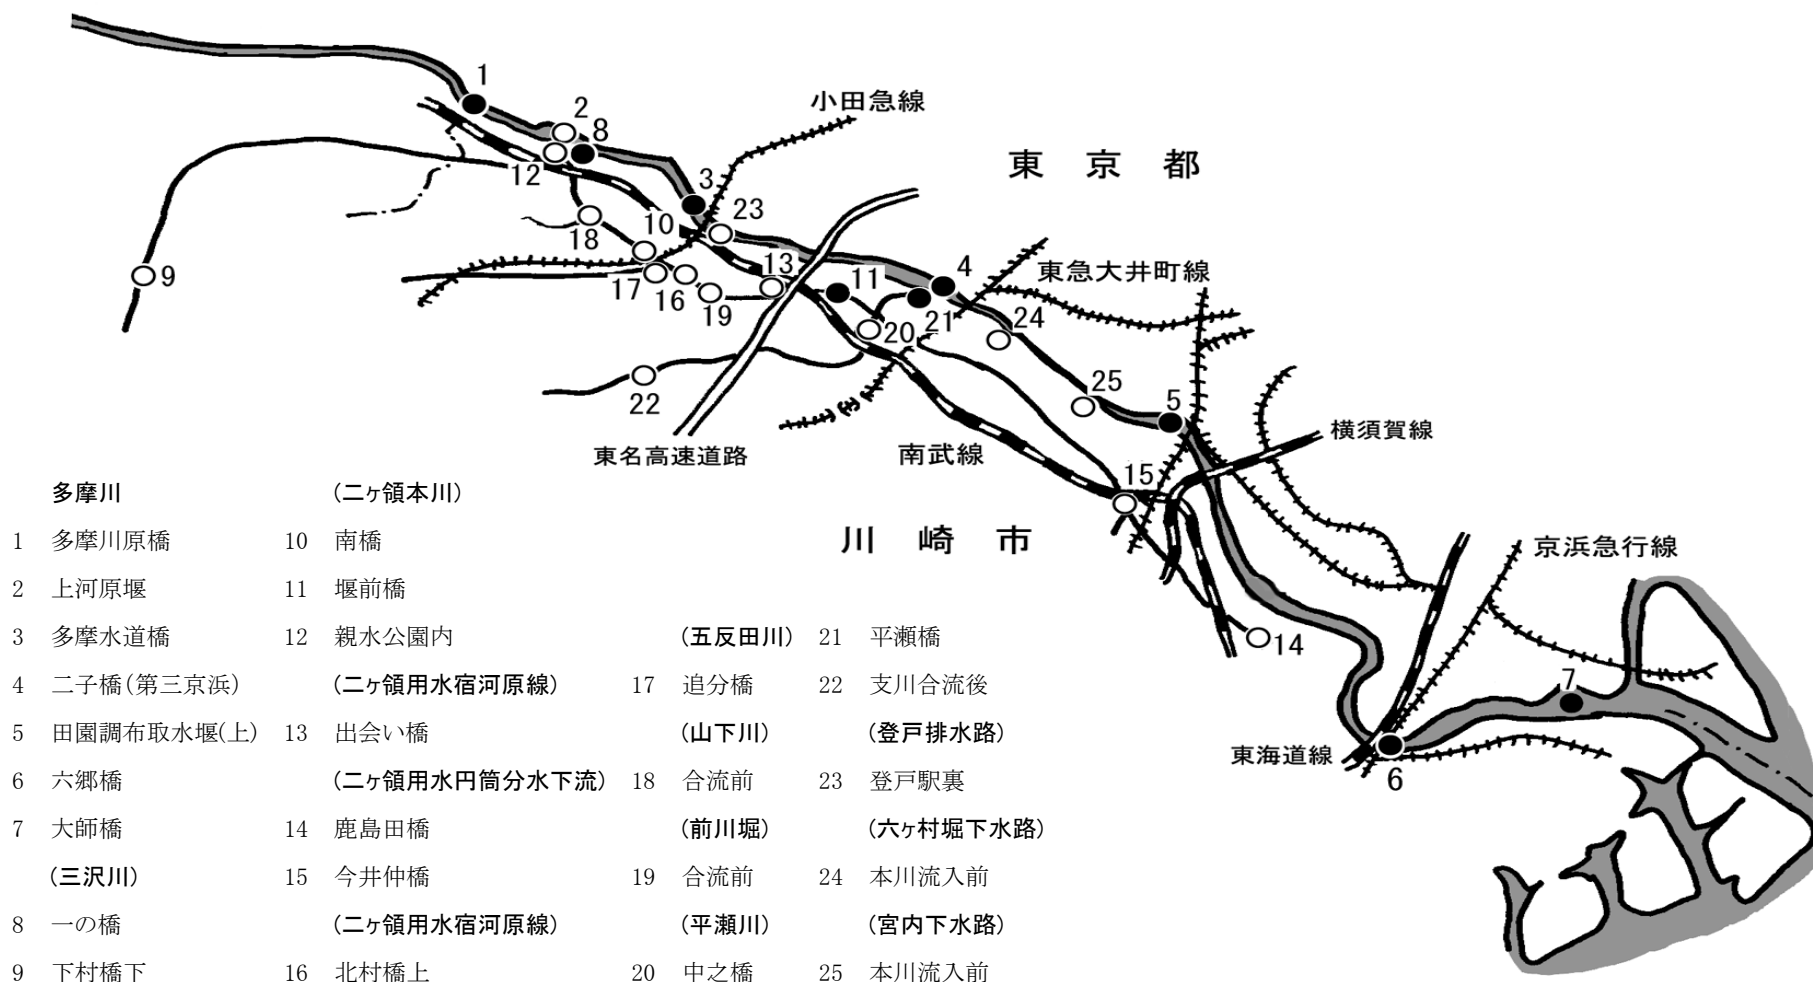 1
2
8
小田急線
東京都
12
3
23
10
18
9
13
11
4
東急大井町線
17
16
19
20
21
24
22
25
5
東名高速道路
南武線
横須賀線
15
川崎市
京浜急行線
14
7
東海道線
6
多摩川
1 多摩川原橋
2 上河原堰
3 多摩水道橋
4 二子橋(第三京浜)
5 田園調布取水堰(上)
6 六郷橋
7 大師橋
(三沢川)
8 一の橋
9 下村橋下
(二ヶ領本川)
10 南橋
11 堰前橋
12 親水公園内
(二ヶ領用水宿河原線)
13 出会い橋
(二ヶ領用水円筒分水下流)
14 鹿島田橋
15 今井仲橋
(二ヶ領用水宿河原線)
16 北村橋上
(五反田川)
17 追分橋
(山下川)
18 合流前
(前川堀)
19 合流前
(平瀬川)
20 中之橋
21 平瀬橋
22 支川合流後
(登戸排水路)
23 登戸駅裏
(六ヶ村堀下水路)
24 本川流入前
(宮内下水路)
25 本川流入前